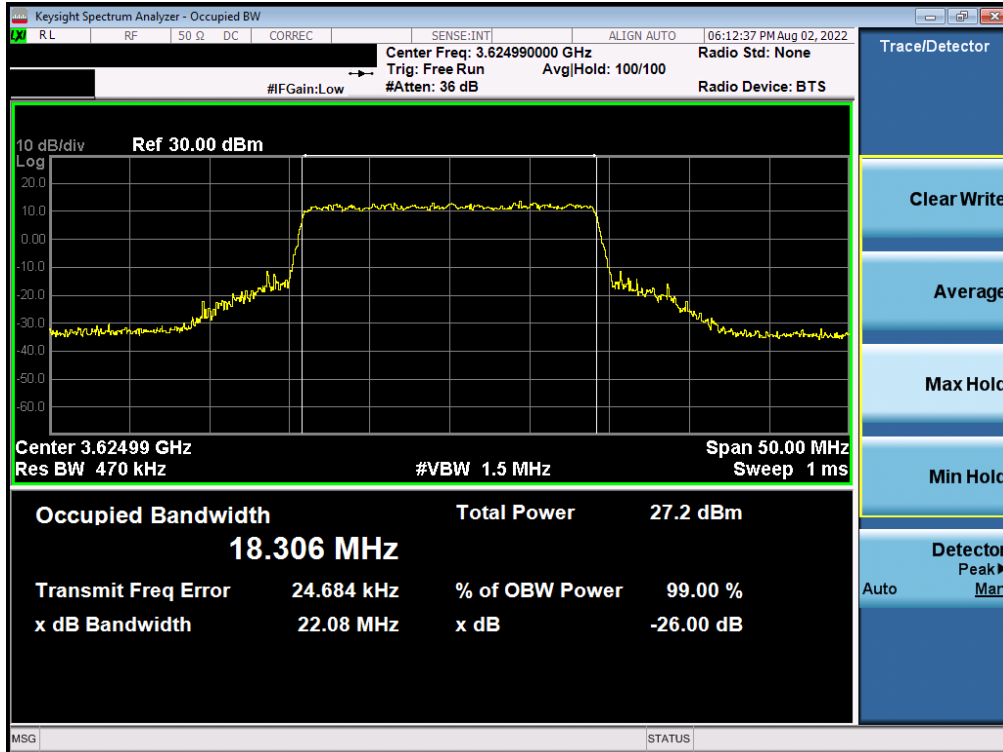 Keysight Spectrum Analyzer - Occupied BW
LXI RL RF 50 Ω DC CORREC SENSE:INT ALIGN AUTO 06:12:37 PM Aug 02, 2022
Center Freq: 3.624990000 GHz Radio Std: None
Trig: Free Run Avg|Hold: 100/100
#IFGain:Low #Atten: 36 dB Radio Device: BTS
Trace/Detector
10 dB/div Ref 30.00 dBm
Log
20.0
10.0
0.00
-10.0
-20.0
-30.0
-40.0
-50.0
-60.0
Center 3.62499 GHz Span 50.00 MHz
Res BW 470 kHz #VBW 1.5 MHz Sweep 1 ms
Occupied Bandwidth Total Power 27.2 dBm
18.306 MHz
Transmit Freq Error 24.684 kHz % of OBW Power 99.00 %
x dB Bandwidth 22.08 MHz x dB -26.00 dB
Clear Write
Average
Max Hold
Min Hold
Detector
Peak▶
Auto Man
MSG STATUS